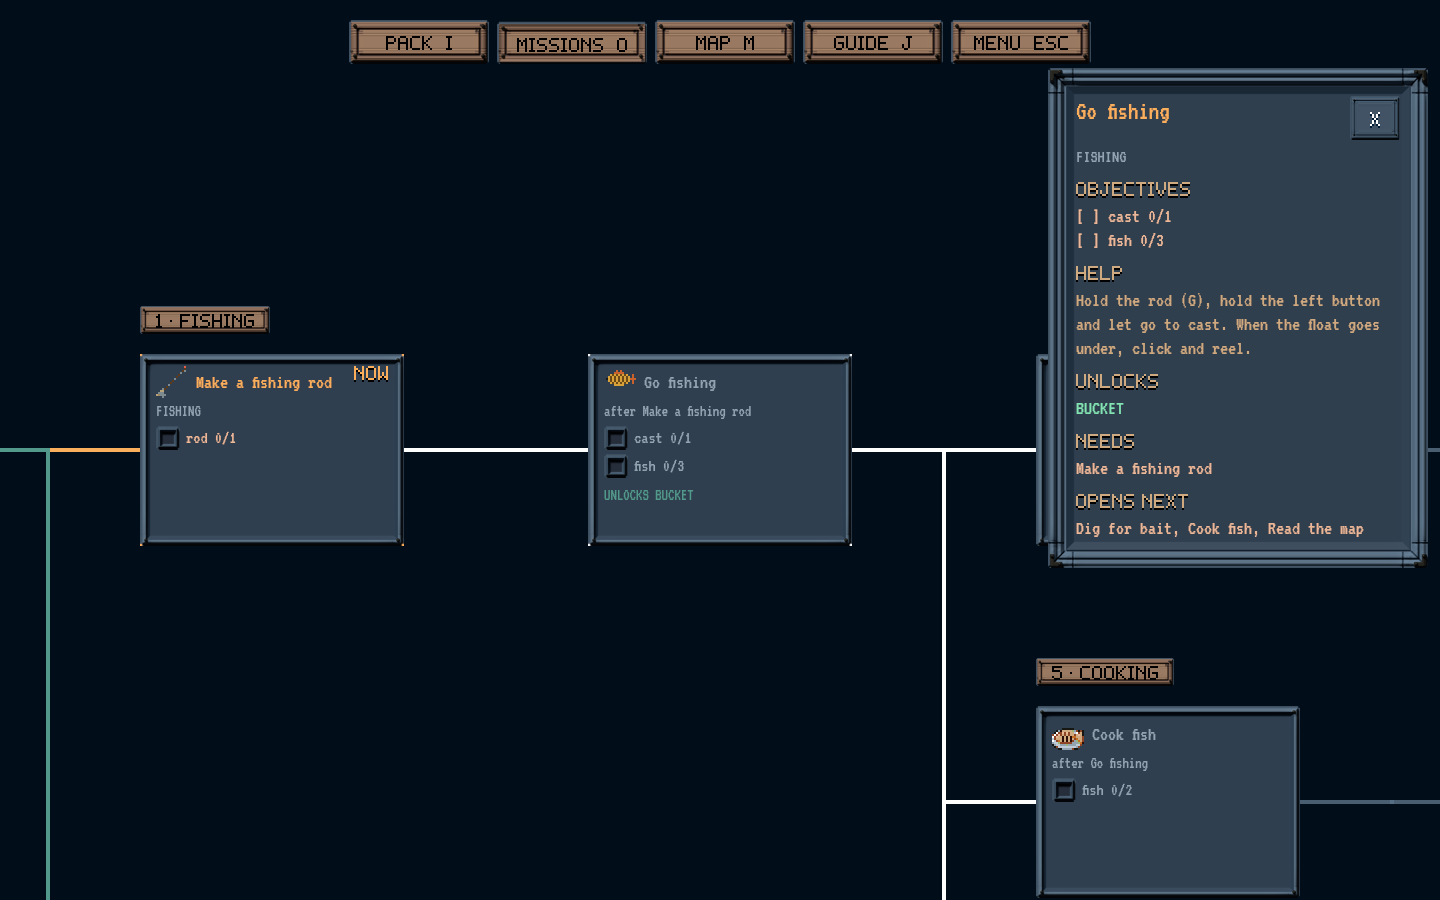 PACK I
MISSIONS O
MAP M
GUIDE J
MENU ESC
Go fishing
X
FISHING
OBJECTIVES
[ ] cast 0/1
[ ] fish 0/3
HELP
Hold the rod (G), hold the left button
and let go to cast. When the float goes
under, click and reel.
UNLOCKS
BUCKET
NEEDS
Make a fishing rod
OPENS NEXT
Dig for bait, Cook fish, Read the map
1·FISHING
Make a fishing rod
NOW
FISHING
rod 0/1
Go fishing
after Make a fishing rod
cast 0/1
fish 0/3
UNLOCKS BUCKET
5·COOKING
Cook fish
after Go fishing
fish 0/2